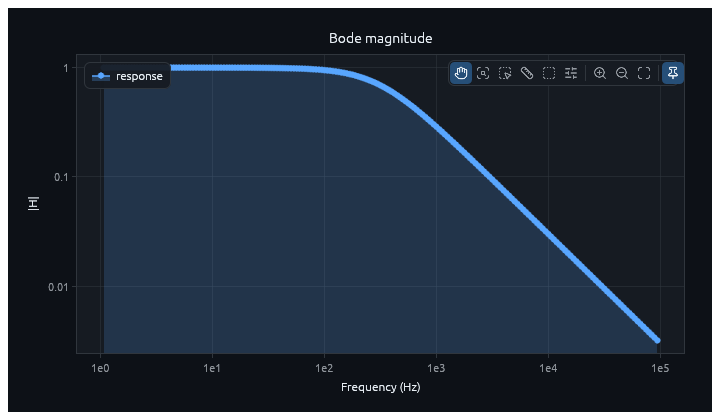 Bode magnitude
response
1
0.1
|H|
0.01
1e0 1e1 1e2 1e3 1e4 1e5
Frequency (Hz)